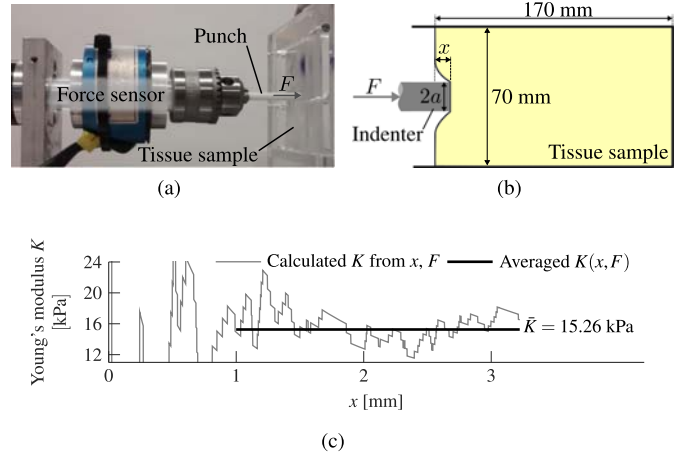 Punch
F
Force sensor
Tissue sample
(a)
170 mm
x
F
2a
70 mm
Indenter
Tissue sample
(b)
Young's modulus K
[kPa]
24
20
16
12
Calculated K from x, F
Averaged K(x, F)
K̄ = 15.26 kPa
0
1
2
3
x [mm]
(c)